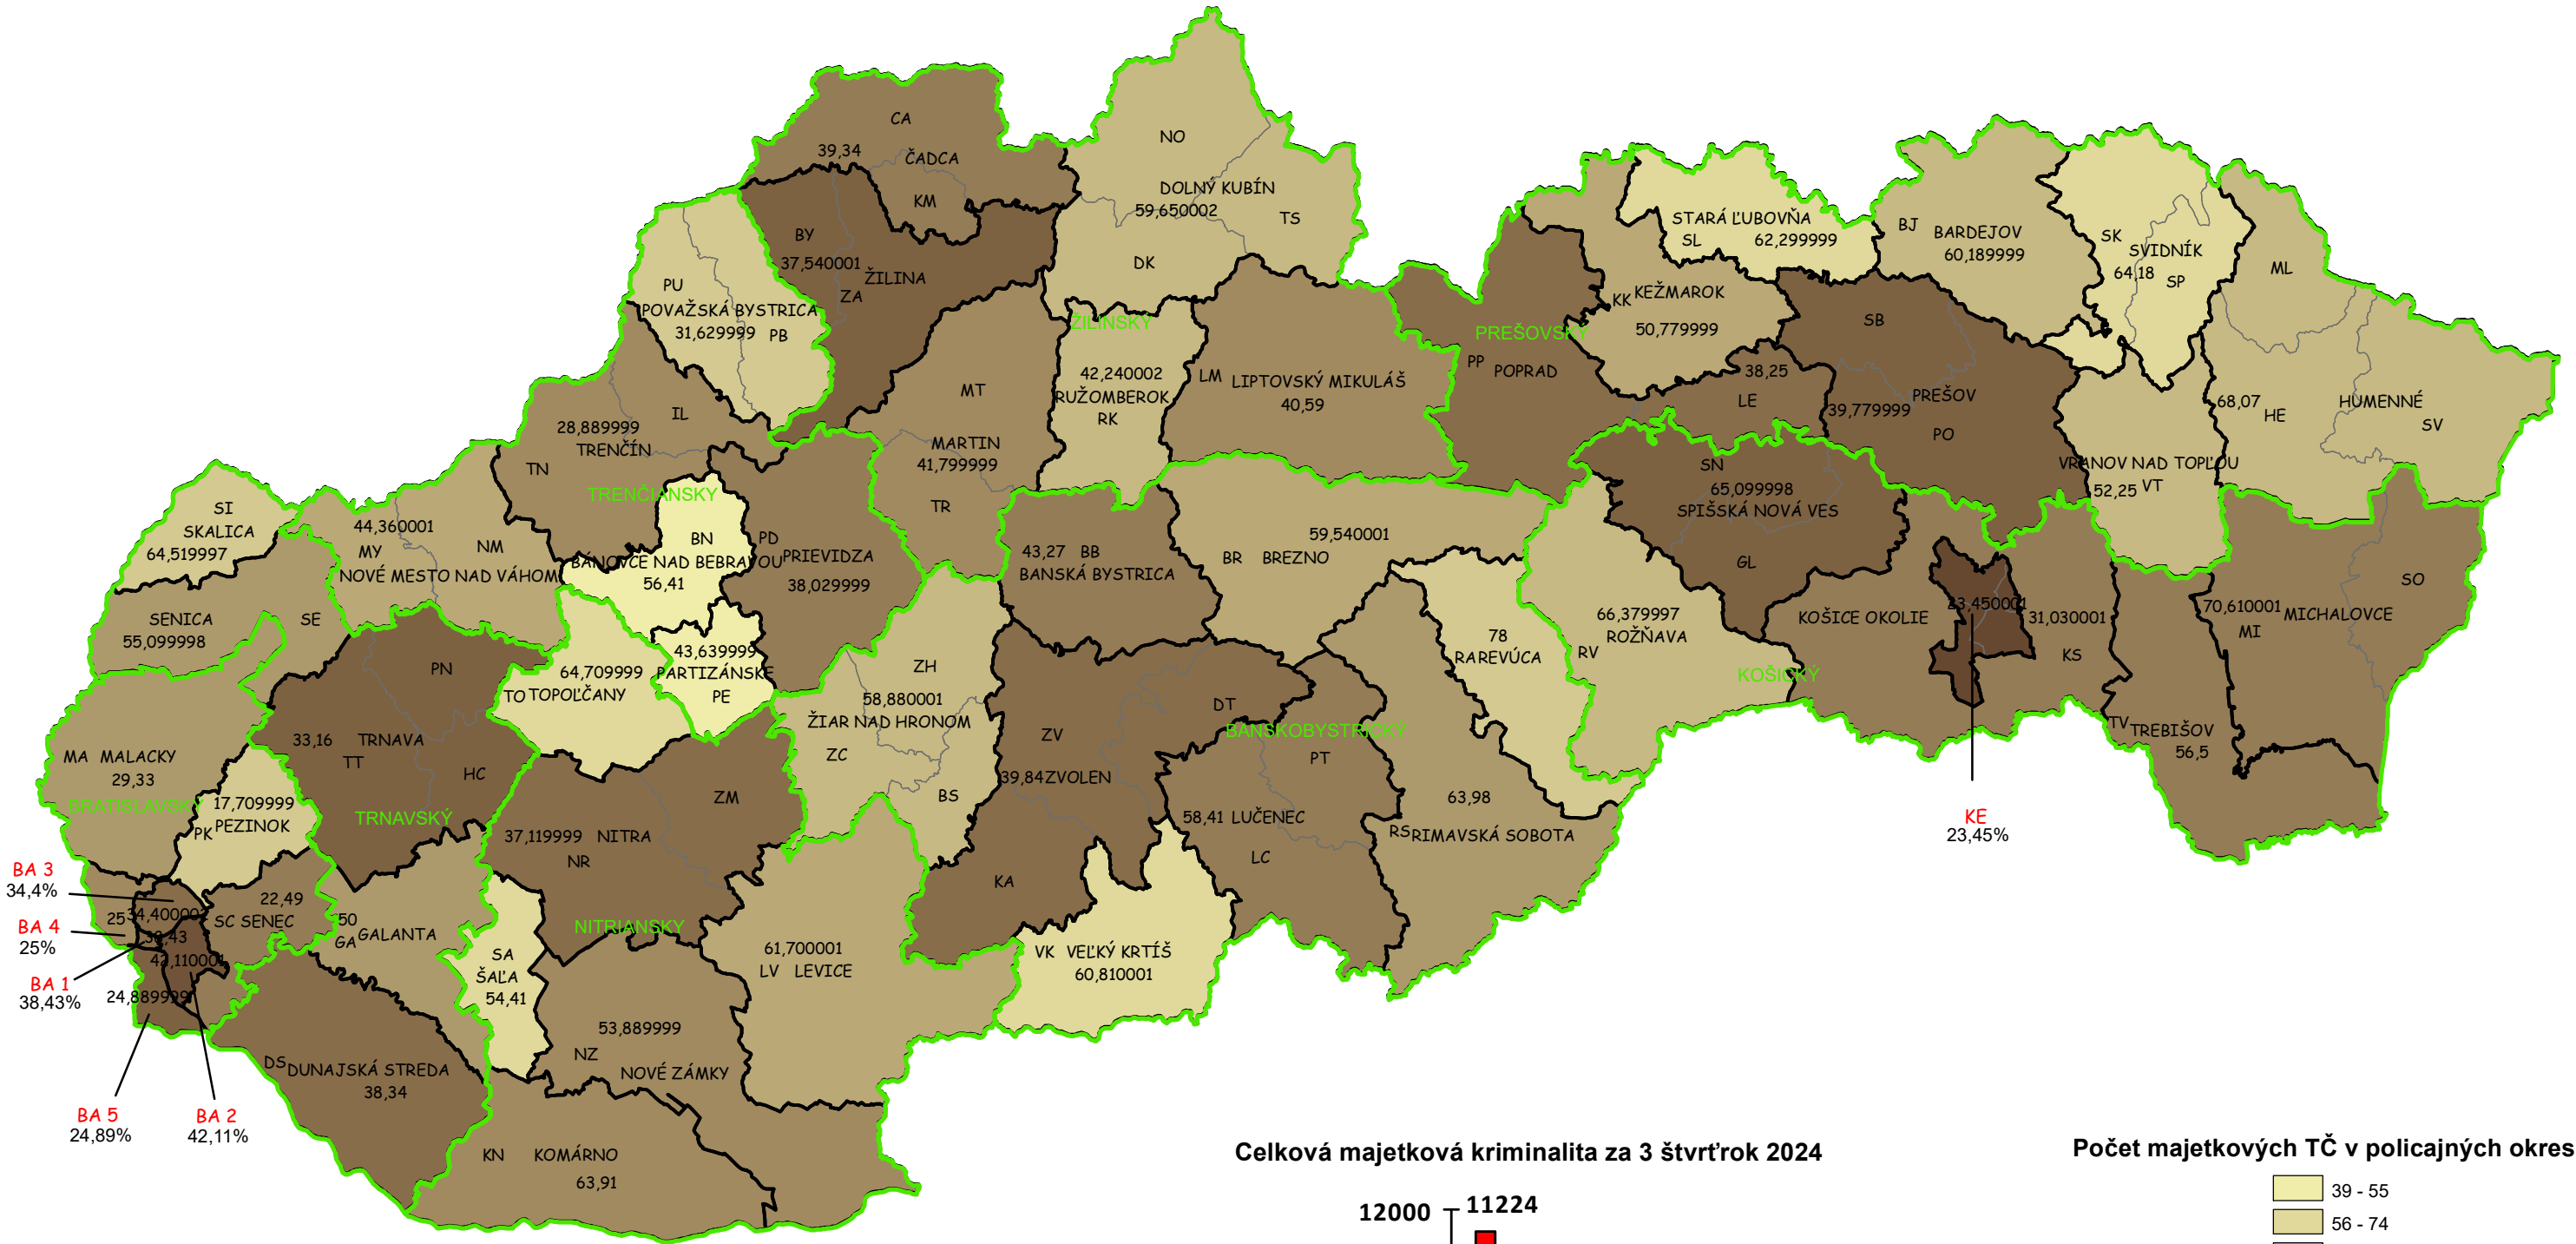 CA
39,34
ČADCA
KM
NO
DOLNÝ KUBÍN
59,650002
TS
DK
BY
37,540001
ŽILINA
ZA
PU
POVAŽSKÁ BYSTRICA
31,629999 PB
STARÁ ĽUBOVŇA
SL 62,299999
BJ BARDEJOV
60,189999
SK
SVIDNÍK
64,18 SP
ML
KK KEŽMAROK
50,779999
ŽILINSKÝ
PREŠOVSKÝ
SB
PP POPRAD
38,25
LE
39,779999
PREŠOV
PO
68,07
HE
HUMENNÉ
SV
42,240002
RUŽOMBEROK
RK
LM LIPTOVSKÝ MIKULÁŠ
40,59
MT
MARTIN
41,799999
TR
IL
28,889999
TRENČÍN
TN
TRENČIANSKY
VRANOV NAD TOPĽOU
52,25 VT
SN
65,099998
SPIŠSKÁ NOVÁ VES
GL
SI
SKALICA
64,519997
44,360001
MY
NM
NOVÉ MESTO NAD VÁHOM
BN
BÁNOVCE NAD BEBRAVOU
56,41
PD
PRIEVIDZA
38,029999
43,27 BB
BANSKÁ BYSTRICA
59,540001
BR BREZNO
SENICA
55,099998
SE
78
RAREVÚCA
66,379997
ROŽŇAVA
RV
KOŠICE OKOLIE
23,450001
31,030001
KS
70,610001
MICHALOVCE
MI
SO
KOŠICKÝ
PN
64,709999
TO TOPOĽČANY
43,639999
PARTIZÁNSKE
PE
ZH
58,880001
ŽIAR NAD HRONOM
ZC
BS
DT
BANSKOBYSTRICKÝ
ZV
39,84 ZVOLEN
PT
TV
TREBIŠOV
56,5
MA MALACKY
29,33
BRATISLAVSKÝ
33,16
TRNAVA
TT
HC
TRNAVSKÝ
17,709999
PEZINOK
PK
ZM
37,119999 NITRA
NR
58,41 LUČENEC
LC
63,98
RS RIMAVSKÁ SOBOTA
KE
23,45%
BA 3
34,4%
BA 4
25%
BA 1
38,43%
25
34,400002
22,49
SC SENEC
42,110001
24,889999
50
GA GALANTA
NITRIANSKY
KA
SA
ŠAĽA
54,41
61,700001
LV LEVICE
VK VEĽKÝ KRTÍŠ
60,810001
53,889999
NZ
NOVÉ ZÁMKY
DS DUNAJSKÁ STREDA
38,34
BA 5
24,89%
BA 2
42,11%
KN KOMÁRNO
63,91
Celková majetková kriminalita za 3 štvrťrok 2024
12000
11224
Počet majetkových TČ v policajných okres
39 - 55
56 - 74